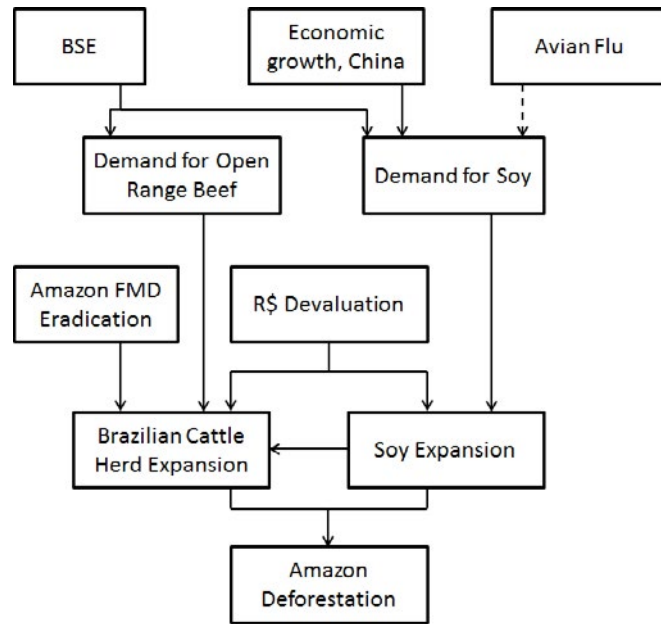 BSE
Economic
growth, China
Avian Flu
Demand for Open
Range Beef
Demand for Soy
Amazon FMD
Eradication
R$ Devaluation
Brazilian Cattle
Herd Expansion
Soy Expansion
Amazon
Deforestation